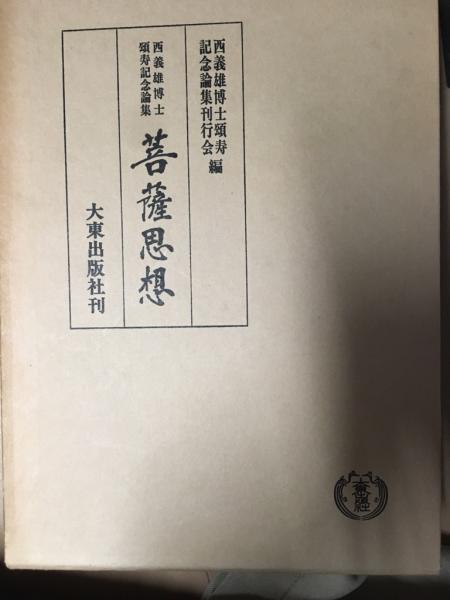 西義雄博士頌寿
記念論集刊行会 編
西義雄博士
頌寿記念論集
菩薩思想
大東出版社刊